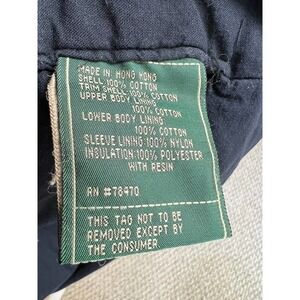 MADE IN HONG KONG
SHELL:100% COTTON
TRIM SHELL:100% COTTON
UPPER BODY LINING
100% COTTON
LOWER BODY LINING
100% COTTON
SLEEVE LINING:100% NYLON
INSULATION:100% POLYESTER
WITH RESIN
RN #78470
THIS TAG NOT TO BE
REMOVED EXCEPT BY
THE CONSUMER